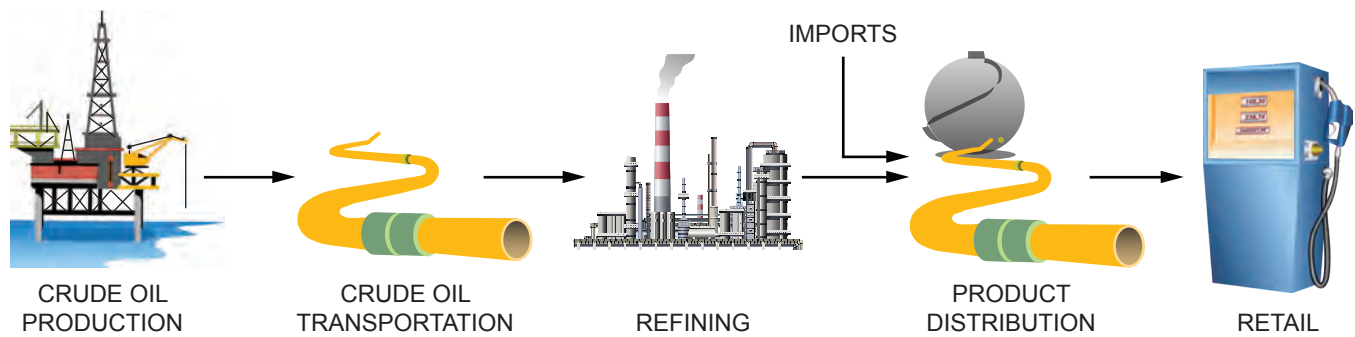 IMPORTS
CRUDE OIL
PRODUCTION
CRUDE OIL
TRANSPORTATION
REFINING
PRODUCT
DISTRIBUTION
RETAIL